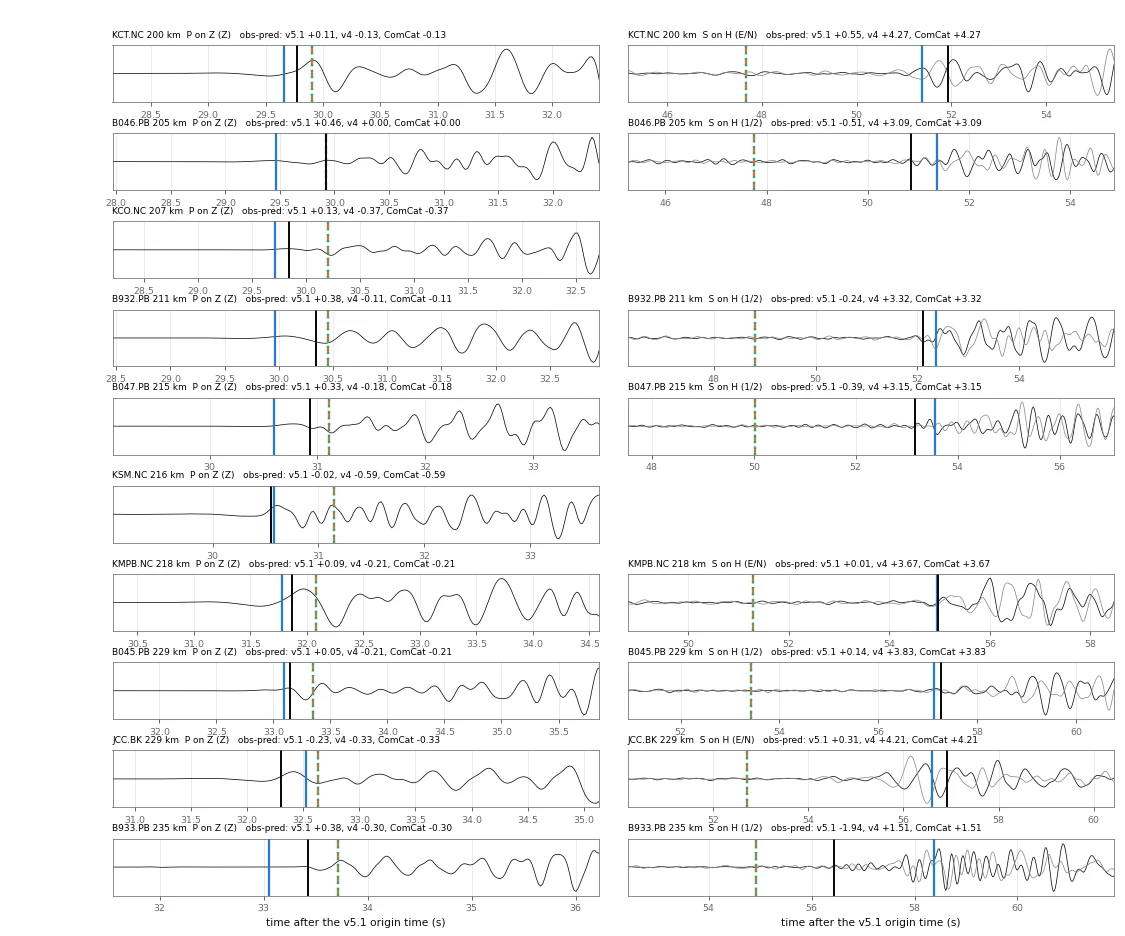 KCT.NC 200 km  P on Z (Z)   obs-pred: v5.1 +0.11, v4 -0.13, ComCat -0.13
KCT.NC 200 km  S on H (E/N)   obs-pred: v5.1 +0.55, v4 +4.27, ComCat +4.27
28.5 29.0 29.5 30.0 30.5 31.0 31.5 32.0
46 48 50 52 54
B046.PB 205 km  P on Z (Z)   obs-pred: v5.1 +0.46, v4 +0.00, ComCat +0.00
B046.PB 205 km  S on H (1/2)   obs-pred: v5.1 -0.51, v4 +3.09, ComCat +3.09
28.0 28.5 29.0 29.5 30.0 30.5 31.0 31.5 32.0
46 48 50 52 54
KCO.NC 207 km  P on Z (Z)   obs-pred: v5.1 +0.13, v4 -0.37, ComCat -0.37
28.5 29.0 29.5 30.0 30.5 31.0 31.5 32.0 32.5
B932.PB 211 km  P on Z (Z)   obs-pred: v5.1 +0.38, v4 -0.11, ComCat -0.11
B932.PB 211 km  S on H (1/2)   obs-pred: v5.1 -0.24, v4 +3.32, ComCat +3.32
28.5 29.0 29.5 30.0 30.5 31.0 31.5 32.0 32.5
48 50 52 54
B047.PB 215 km  P on Z (Z)   obs-pred: v5.1 +0.33, v4 -0.18, ComCat -0.18
B047.PB 215 km  S on H (1/2)   obs-pred: v5.1 -0.39, v4 +3.15, ComCat +3.15
30 31 32 33
48 50 52 54 56
KSM.NC 216 km  P on Z (Z)   obs-pred: v5.1 -0.02, v4 -0.59, ComCat -0.59
30 31 32 33
KMPB.NC 218 km  P on Z (Z)   obs-pred: v5.1 +0.09, v4 -0.21, ComCat -0.21
KMPB.NC 218 km  S on H (E/N)   obs-pred: v5.1 +0.01, v4 +3.67, ComCat +3.67
30.5 31.0 31.5 32.0 32.5 33.0 33.5 34.0 34.5
50 52 54 56 58
B045.PB 229 km  P on Z (Z)   obs-pred: v5.1 +0.05, v4 -0.21, ComCat -0.21
B045.PB 229 km  S on H (1/2)   obs-pred: v5.1 +0.14, v4 +3.83, ComCat +3.83
32.0 32.5 33.0 33.5 34.0 34.5 35.0 35.5
52 54 56 58 60
JCC.BK 229 km  P on Z (Z)   obs-pred: v5.1 -0.23, v4 -0.33, ComCat -0.33
JCC.BK 229 km  S on H (E/N)   obs-pred: v5.1 +0.31, v4 +4.21, ComCat +4.21
31.0 31.5 32.0 32.5 33.0 33.5 34.0 34.5 35.0
52 54 56 58 60
B933.PB 235 km  P on Z (Z)   obs-pred: v5.1 +0.38, v4 -0.30, ComCat -0.30
B933.PB 235 km  S on H (1/2)   obs-pred: v5.1 -1.94, v4 +1.51, ComCat +1.51
32 33 34 35 36
54 56 58 60
time after the v5.1 origin time (s)
time after the v5.1 origin time (s)